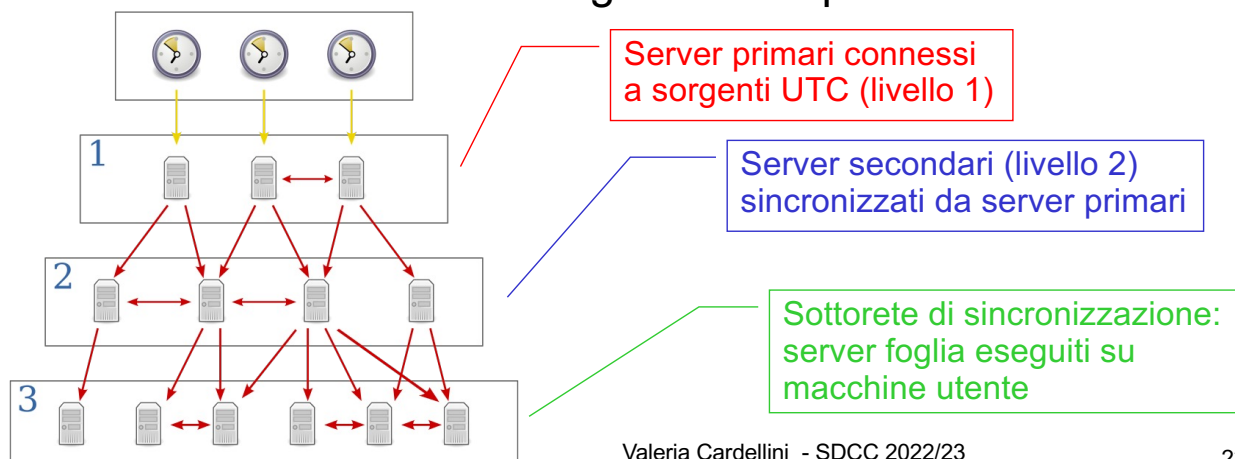 Server primari connessi
a sorgenti UTC (livello 1)
1
Server secondari (livello 2)
sincronizzati da server primari
2
Sottorete di sincronizzazione:
server foglia eseguiti su
macchine utente
3
Valeria Cardellini - SDCC 2022/23